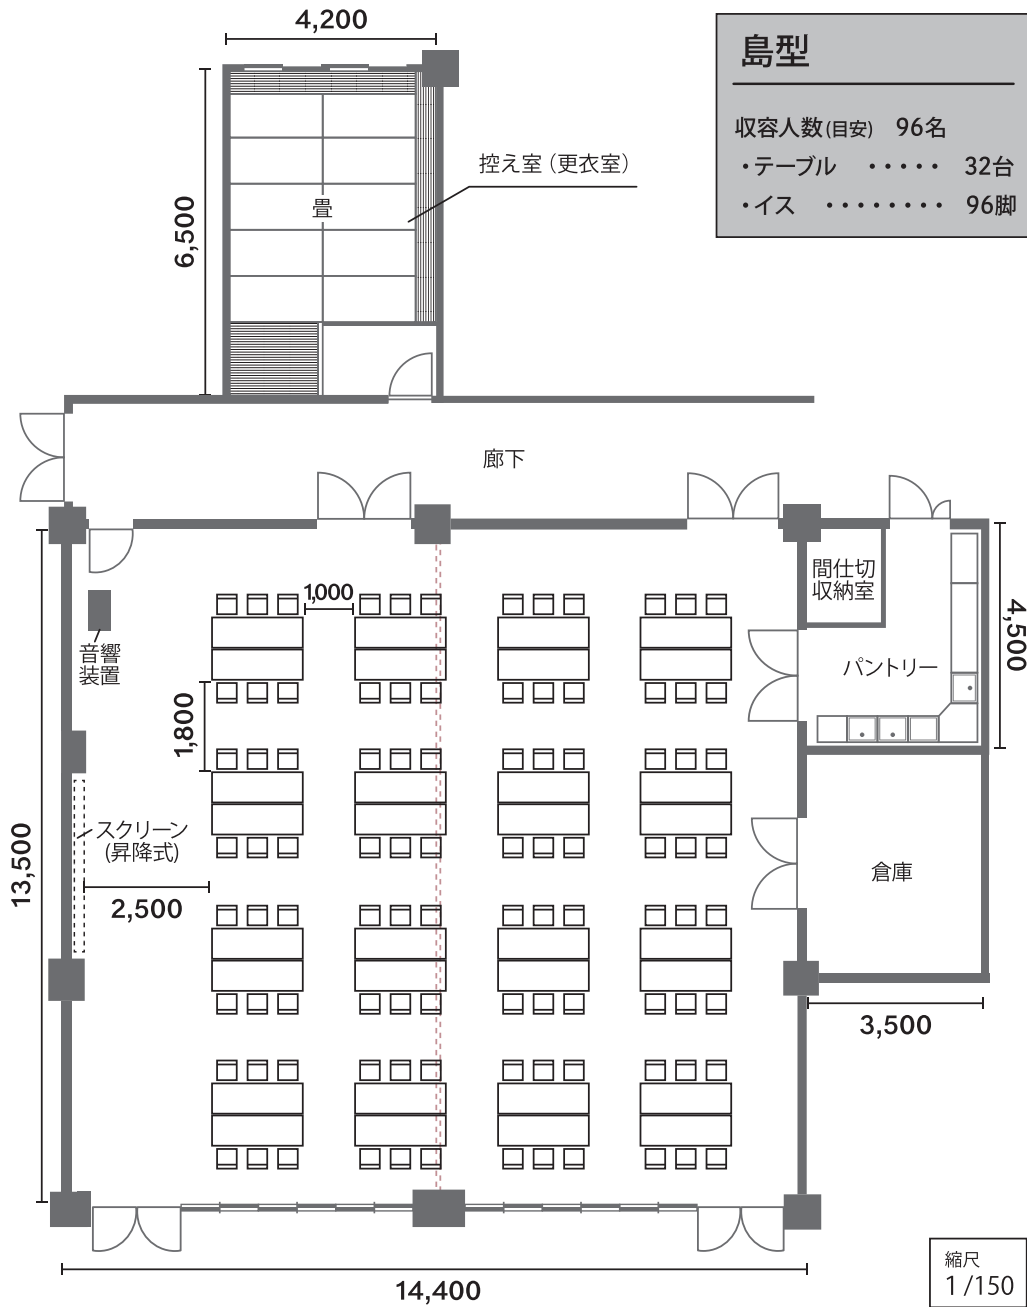 4,200
島型
収容人数(目安) 96名
・テーブル ・・・・・ 32台
・イス ・・・・・・・・ 96脚
控え室(更衣室)
畳
6,500
廊下
間仕切
収納室
1,000
4,500
音響
装置
パントリー
1,800
スクリーン
(昇降式)
13,500
2,500
倉庫
3,500
縮尺
1/150
14,400